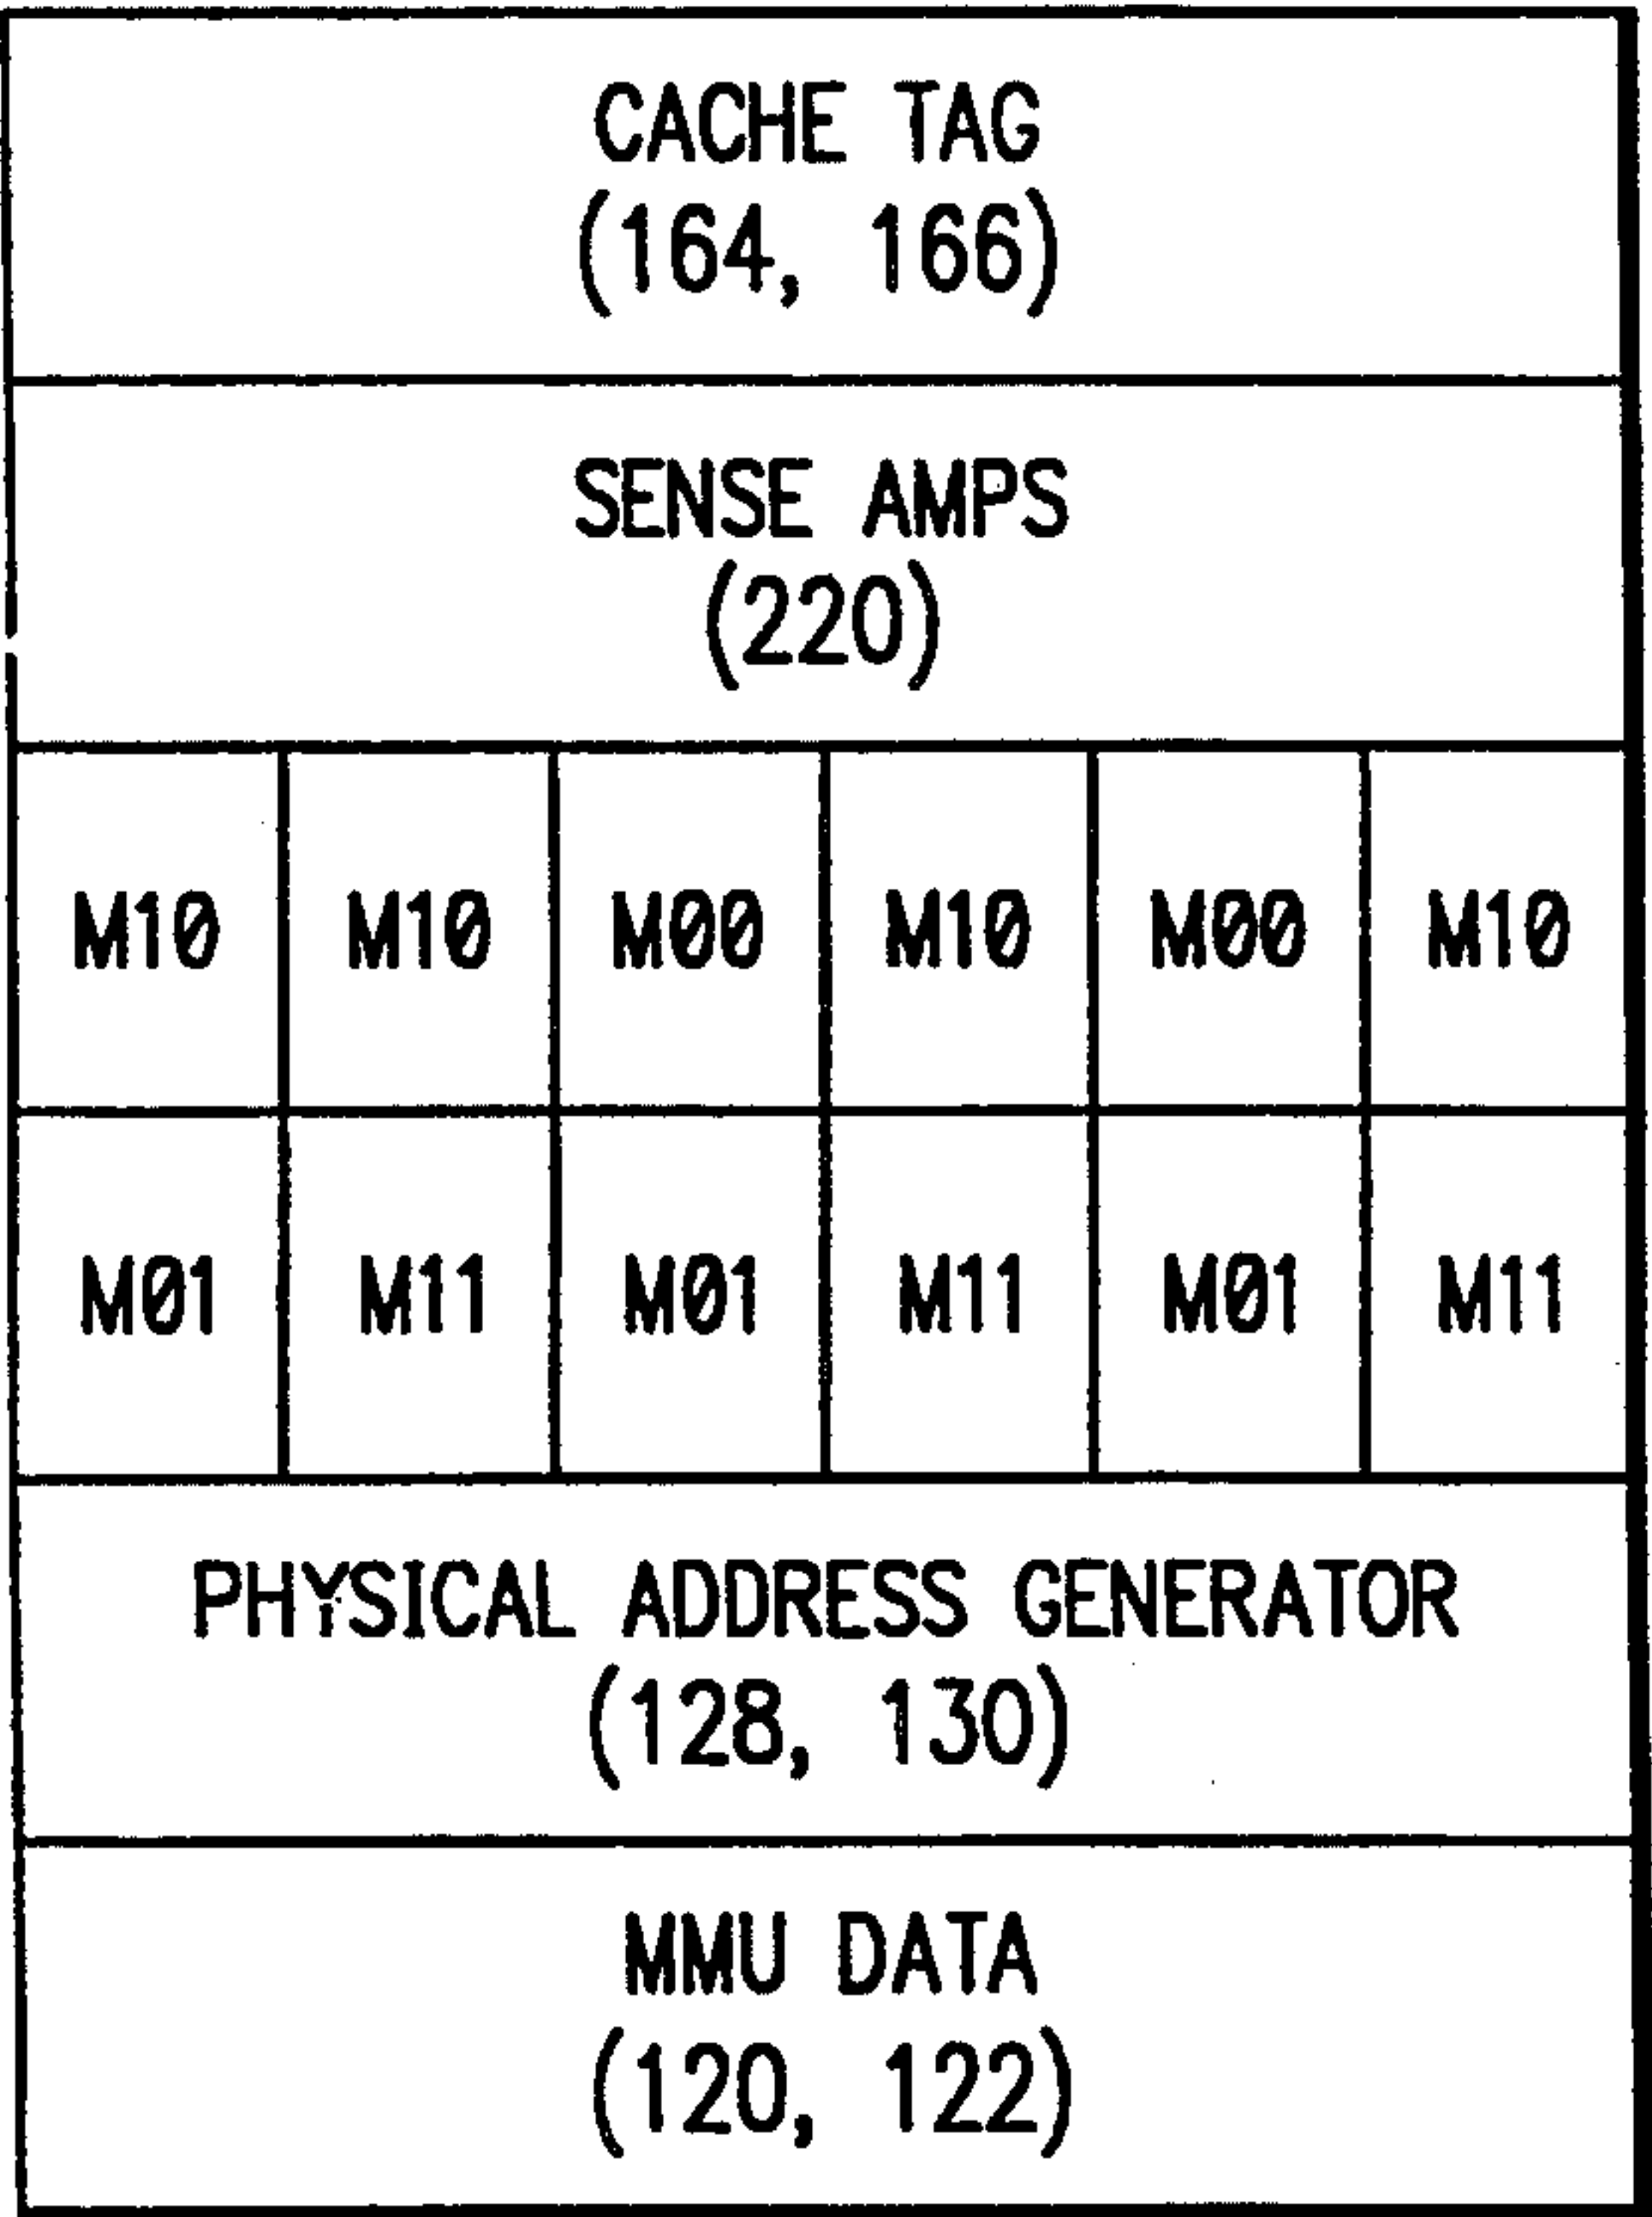 CACHE TAG
(164, 166)
SENSE AMPS
(220)
M10 M10 M00 M10 M00 M10
M01 M11 M01 M11 M01 M11
PHYSICAL ADDRESS GENERATOR
(128, 130)
MMU DATA
(120, 122)